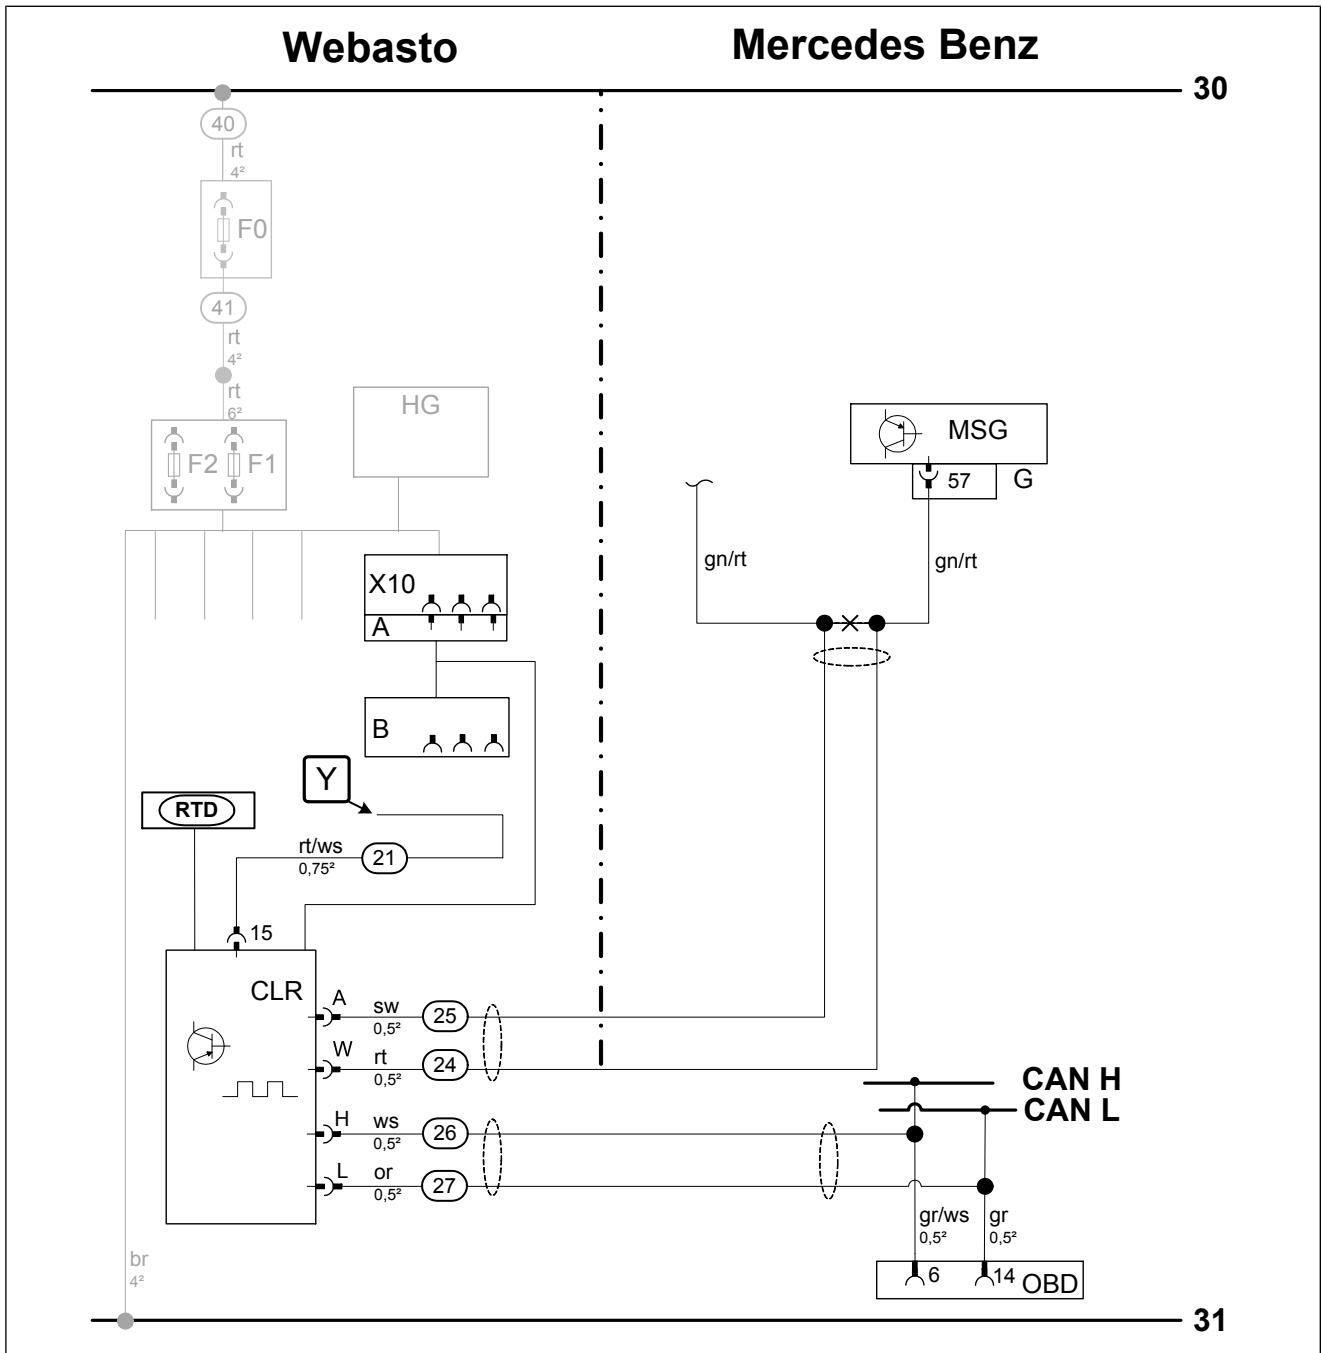 Webasto
Mercedes Benz
30
40
rt
4²
F0
41
rt
4²
rt
6²
HG
F2
F1
MSG
57
G
gn/rt
gn/rt
X10
A
B
Y
RTD
rt/ws
0,75²
21
15
CLR
A
sw
0,5²
25
W
rt
0,5²
24
CAN H
CAN L
H
ws
0,5²
26
L
or
0,5²
27
gr/ws
0,5²
gr
0,5²
br
4²
6
14
OBD
31